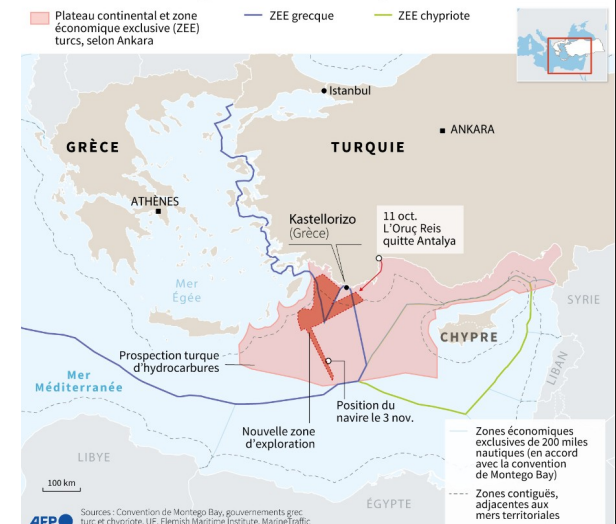 Plateau continental et zone
économique exclusive (ZEE)
turcs, selon Ankara
ZEE grecque
ZEE chypriote
Istanbul
ANKARA
GRÈCE
TURQUIE
ATHÈNES
Kastellorizo
(Grèce)
11 oct.
L'Oruç Reis
quitte Antalya
Mer
Égée
SYRIE
CHYPRE
LIBAN
Prospection turque
d'hydrocarbures
Mer
Méditerranée
Position du
navire le 3 nov.
Nouvelle zone
d'exploration
Zones économiques
exclusives de 200 miles
nautiques (en accord
avec la convention
de Montego Bay)
LIBYE
100 km
ÉGYPTE
Zones contiguës,
adjacentes aux
mers territoriales
AFP
Sources : Convention de Montego Bay, gouvernements grec
turc et chypriote, UE, Flemish Maritime Institute, MarineTraffic